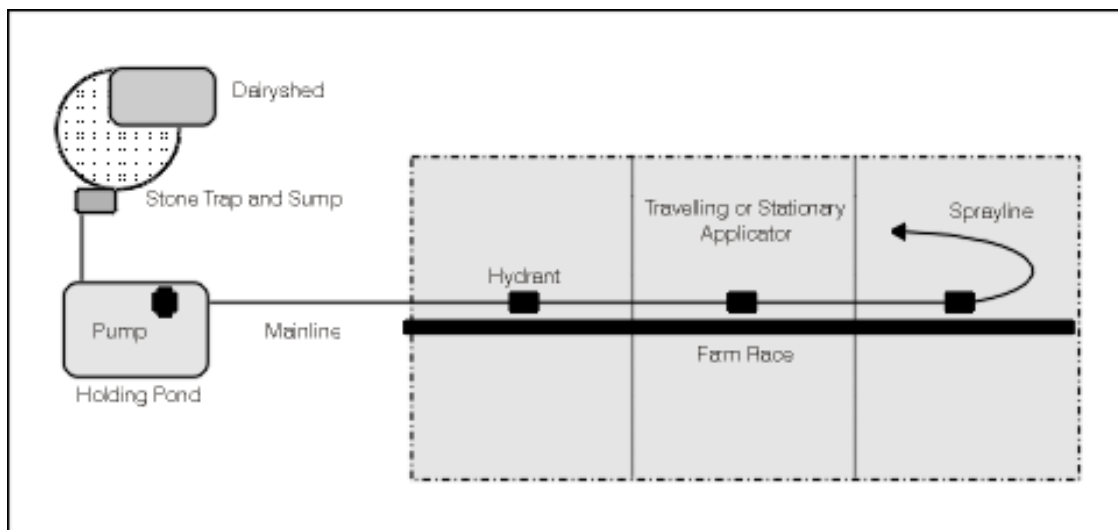 Dairyshed
Stone Trap and Sump
Travelling or Stationary
Applicator
Sprayline
Hydrant
Pump
Mainline
Farm Race
Holding Pond